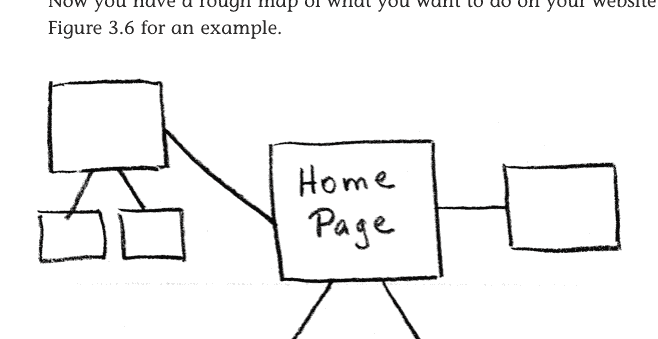 Now you have a rough map of what you want to do on your website
Figure 3.6 for an example.
Home
Page